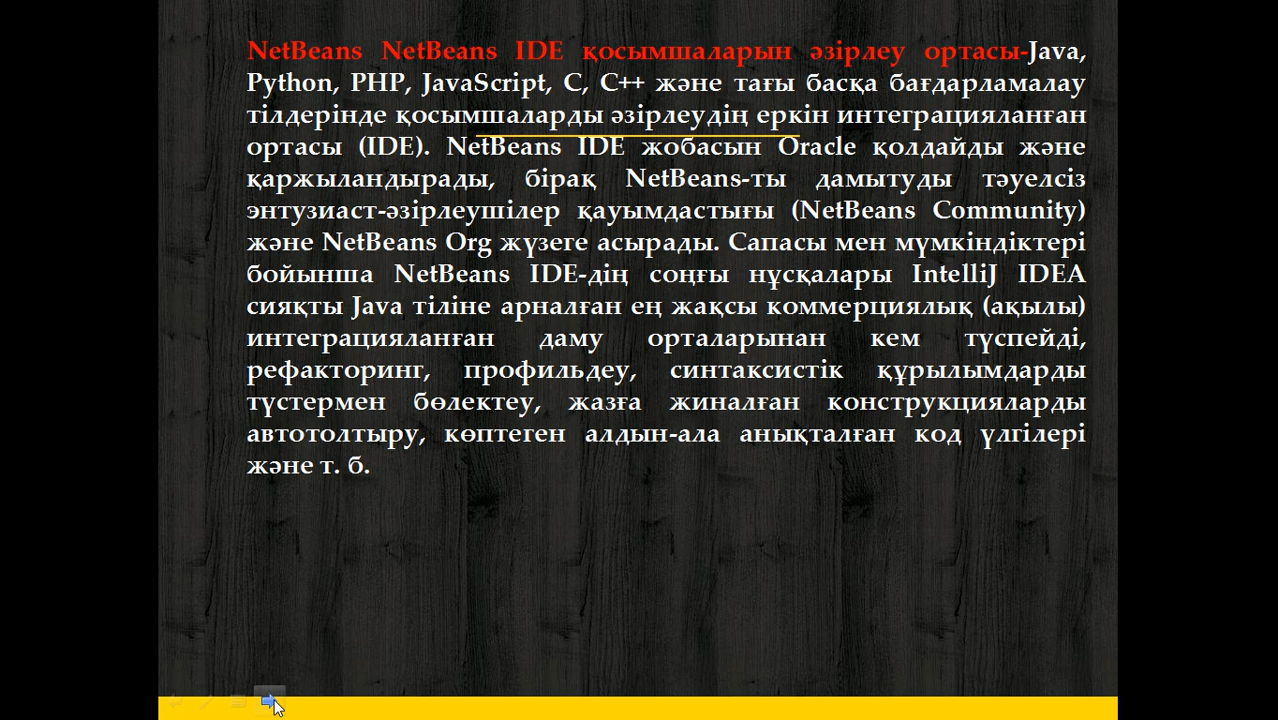 NetBeans NetBeans IDE қосымшаларын әзірлеу ортасы-Java,
Python, PHP, JavaScript, C, C++ және тағы басқа бағдарламалау
тілдерінде қосымшаларды әзірлеудің еркін интеграцияланған
ортасы (IDE). NetBeans IDE жобасын Oracle қолдайды және
қаржыландырады, бірақ NetBeans-ты дамытуды тәуелсіз
энтузиаст-әзірлеушілер қауымдастығы (NetBeans Community)
және NetBeans Org жүзеге асырады. Сапасы мен мүмкіндіктері
бойынша NetBeans IDE-дің соңғы нұсқалары IntelliJ IDEA
сияқты Java тіліне арналған ең жақсы коммерциялық (ақылы)
интеграцияланған даму орталарынан кем түспейді,
рефакторинг, профильдеу, синтаксистік құрылымдарды
түстермен бөлектеу, жазға жиналған конструкцияларды
автотолтыру, көптеген алдын-ала анықталған код үлгілері
және т. б.